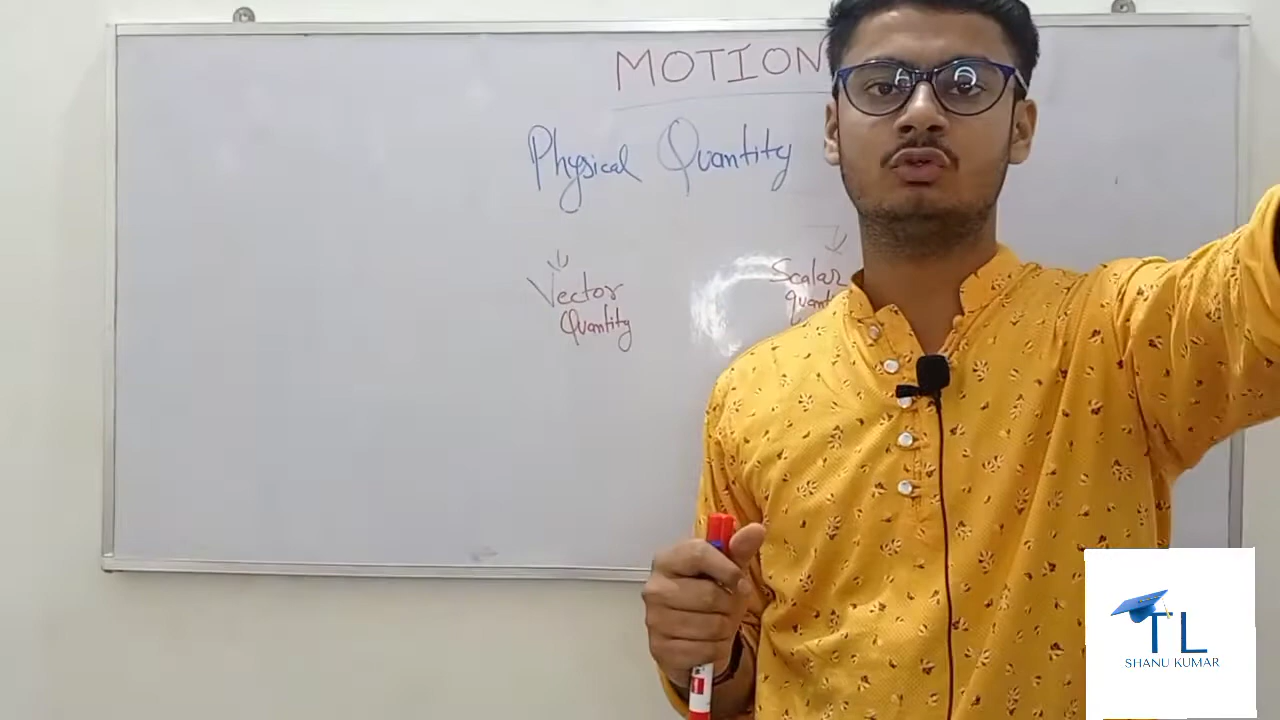 MOTION
Physical Quantity
Vector
Quantity
Scalar
TL
SHANU KUMAR